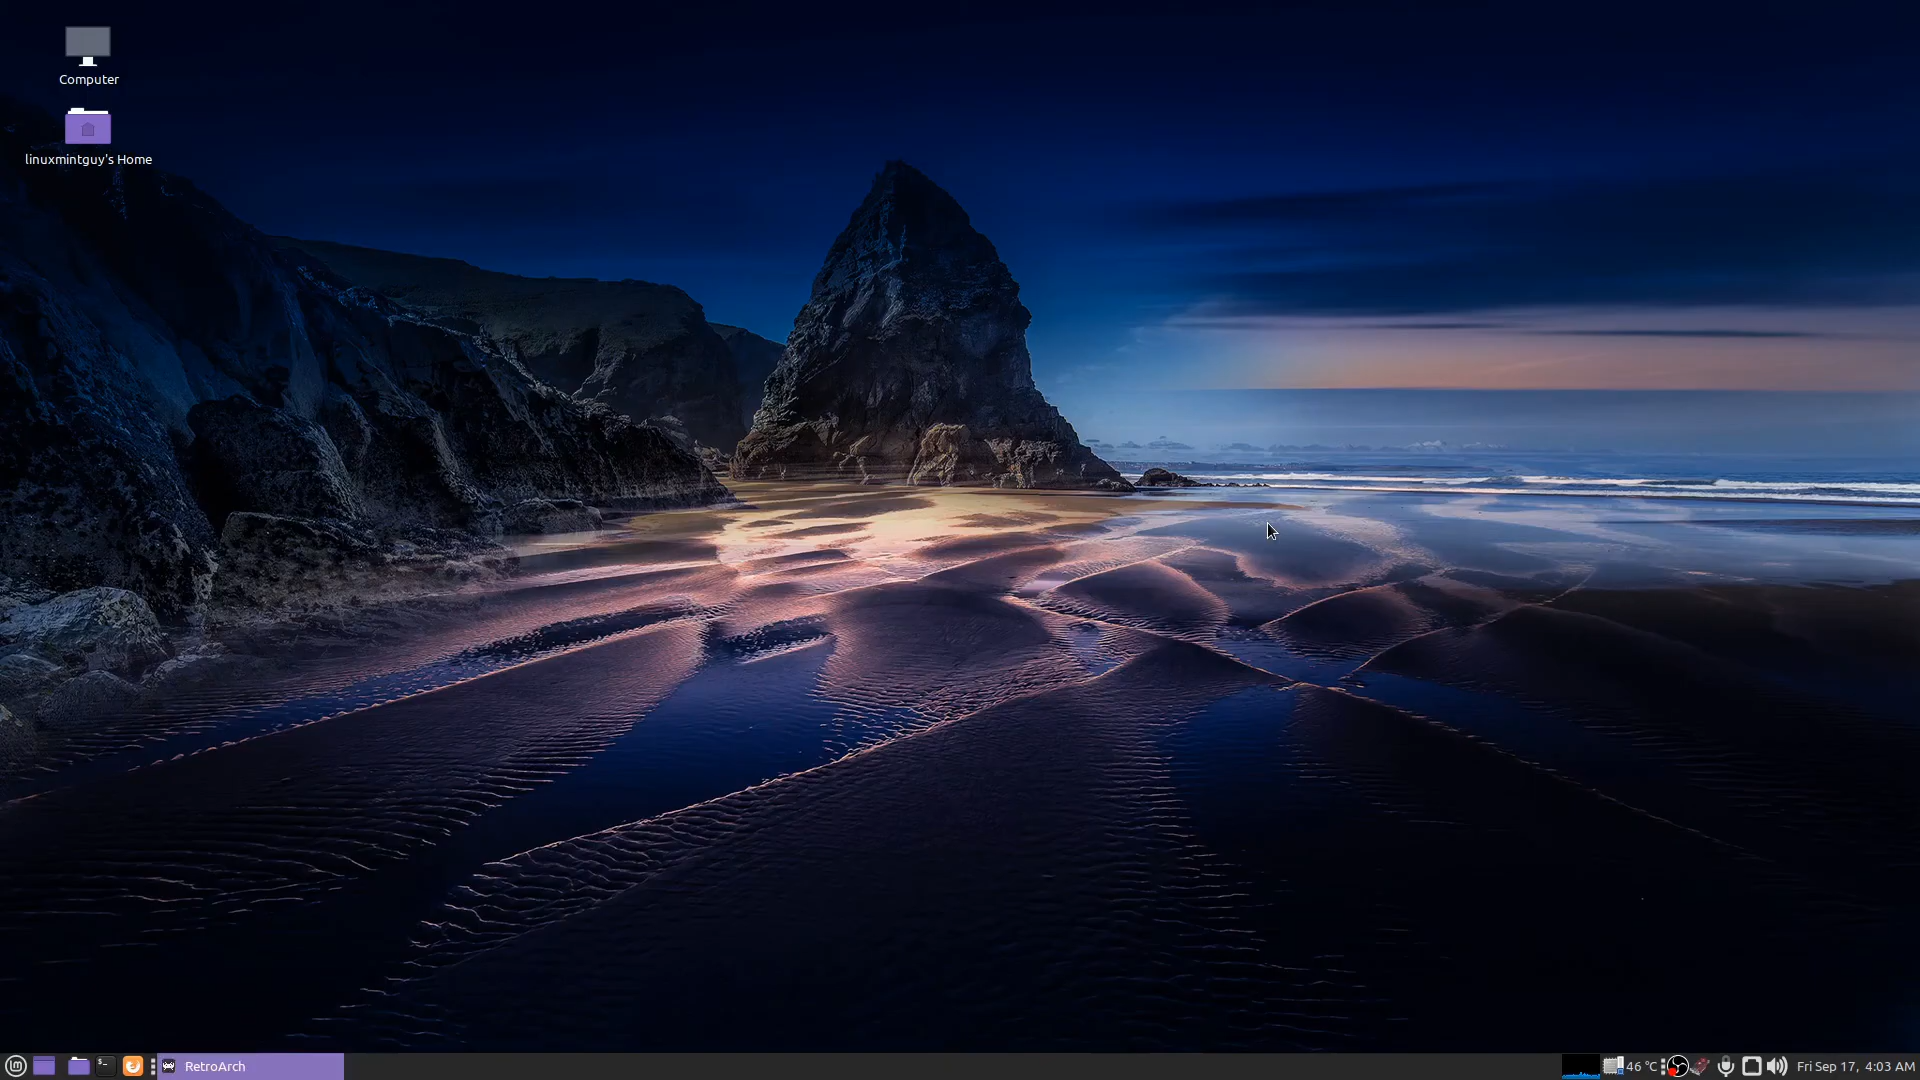 Computer
linuxmintguy's Home
RetroArch
46 °C
Fri Sep 17, 4:03 AM